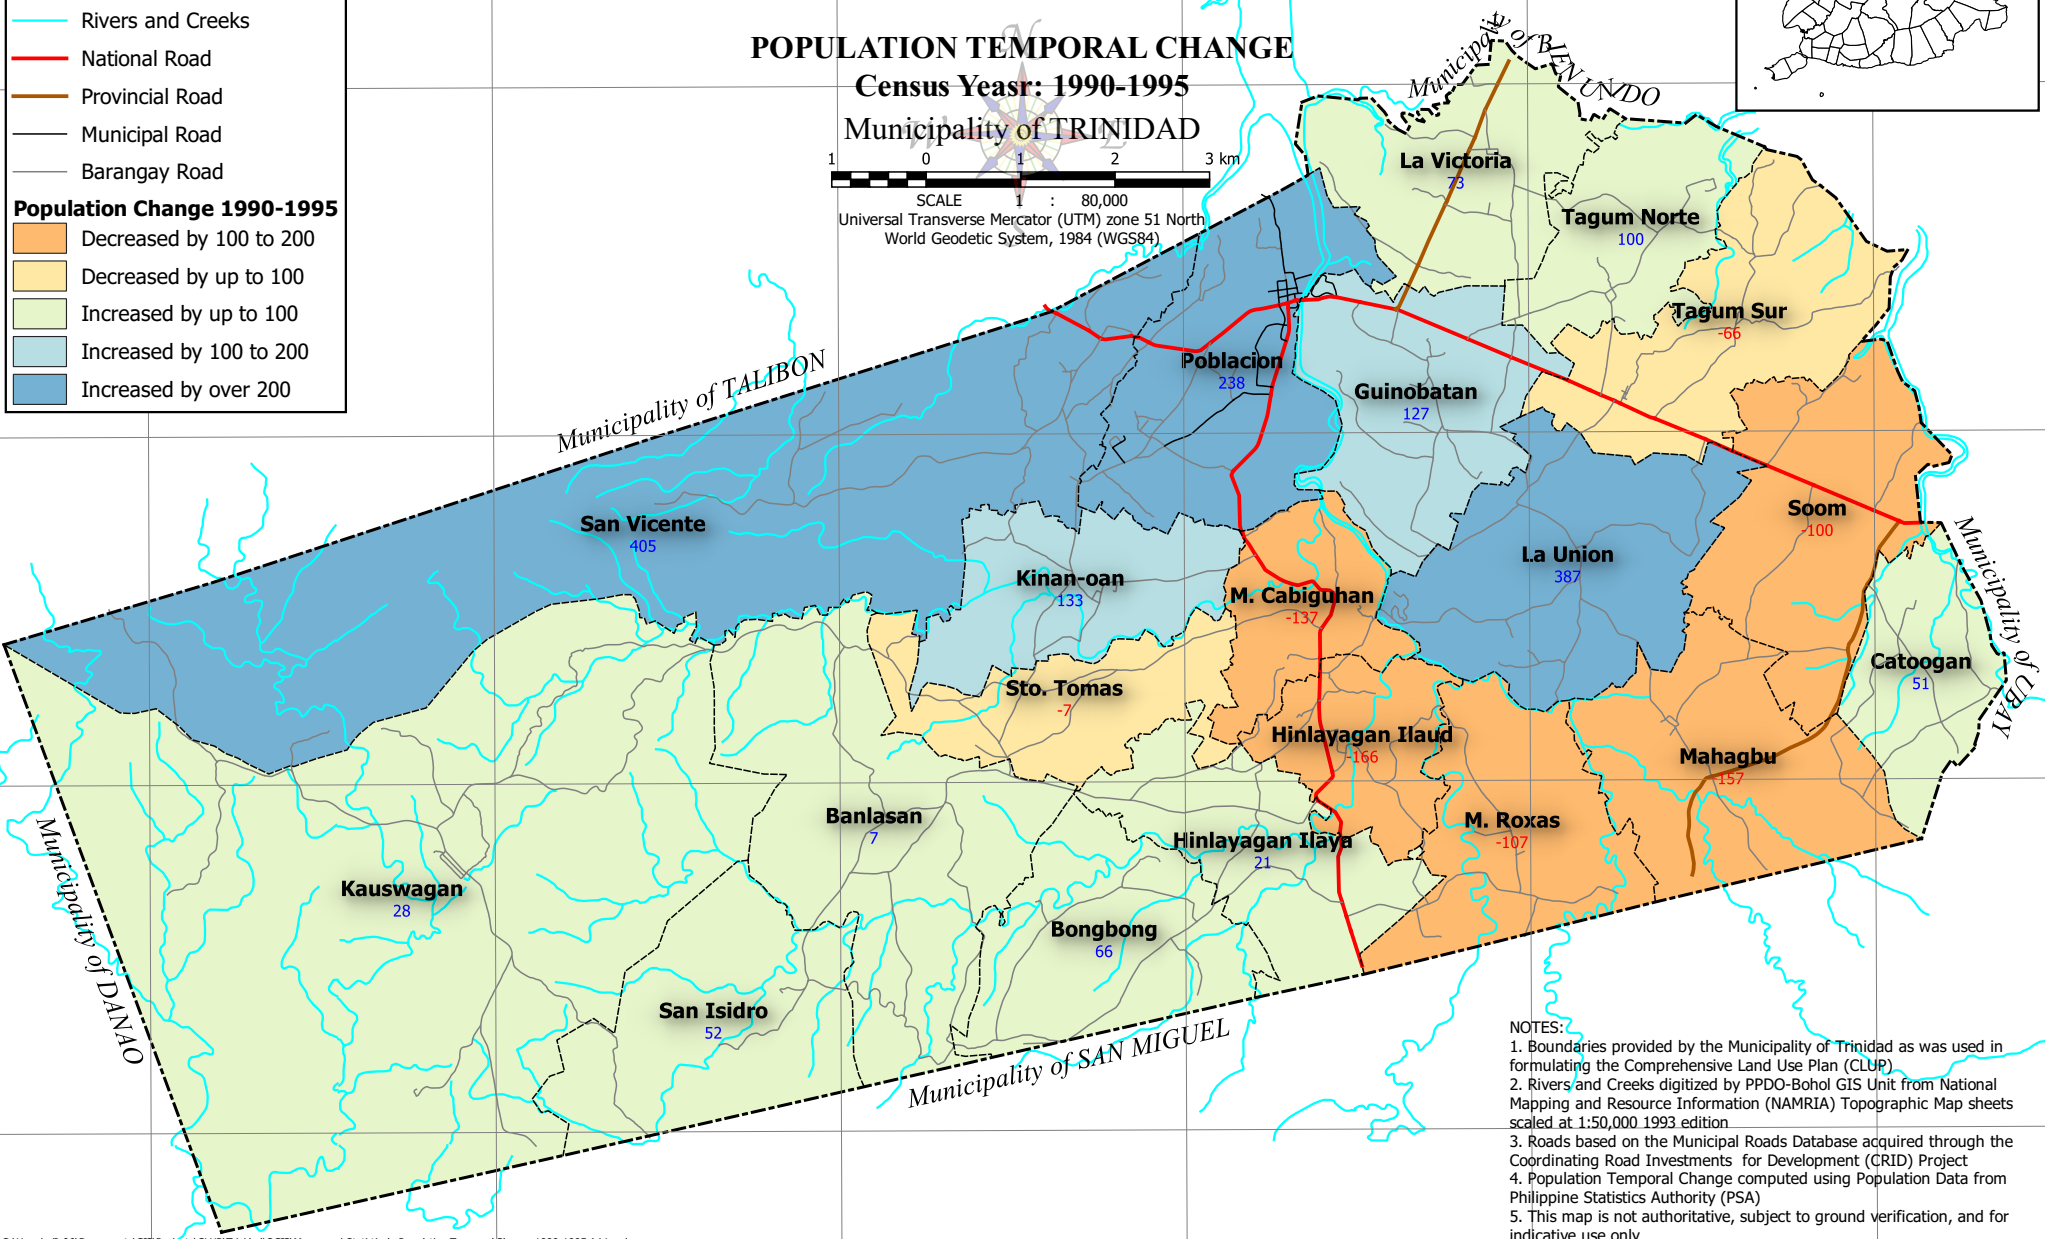 Rivers and Creeks
National Road
Provincial Road
Municipal Road
Barangay Road
Population Change 1990-1995
Decreased by 100 to 200
Decreased by up to 100
Increased by up to 100
Increased by 100 to 200
Increased by over 200
N
W
E
POPULATION TEMPORAL CHANGE
Census Yeasr: 1990-1995
Municipality of TRINIDAD
1 0 1 2 3 km
SCALE 1 : 80,000
Universal Transverse Mercator (UTM) zone 51 North
World Geodetic System, 1984 (WGS84)
Municipality of BIEN UNIDO
La Victoria
73
Tagum Norte
100
Tagum Sur
-66
Municipality of TALIBON
Poblacion
238
Guinobatan
127
San Vicente
405
Soom
-100
La Union
387
Kinan-oan
133
M. Cabiguhan
-137
Municipality of UBAY
Catoogan
51
Sto. Tomas
-7
Hinlayagan Ilaud
-166
Mahagbu
-157
Banlasan
7
M. Roxas
-107
Hinlayagan Ilaya
21
Kauswagan
28
Bongbong
66
Municipality of DANAO
San Isidro
52
Municipality of SAN MIGUEL
NOTES:
1. Boundaries provided by the Municipality of Trinidad as was used in
formulating the Comprehensive Land Use Plan (CLUP)
2. Rivers and Creeks digitized by PPDO-Bohol GIS Unit from National
Mapping and Resource Information (NAMRIA) Topographic Map sheets
scaled at 1:50,000 1993 edition
3. Roads based on the Municipal Roads Database acquired through the
Coordinating Road Investments for Development (CRID) Project
4. Population Temporal Change computed using Population Data from
Philippine Statistics Authority (PSA)
5. This map is not authoritative, subject to ground verification, and for
indicative use only